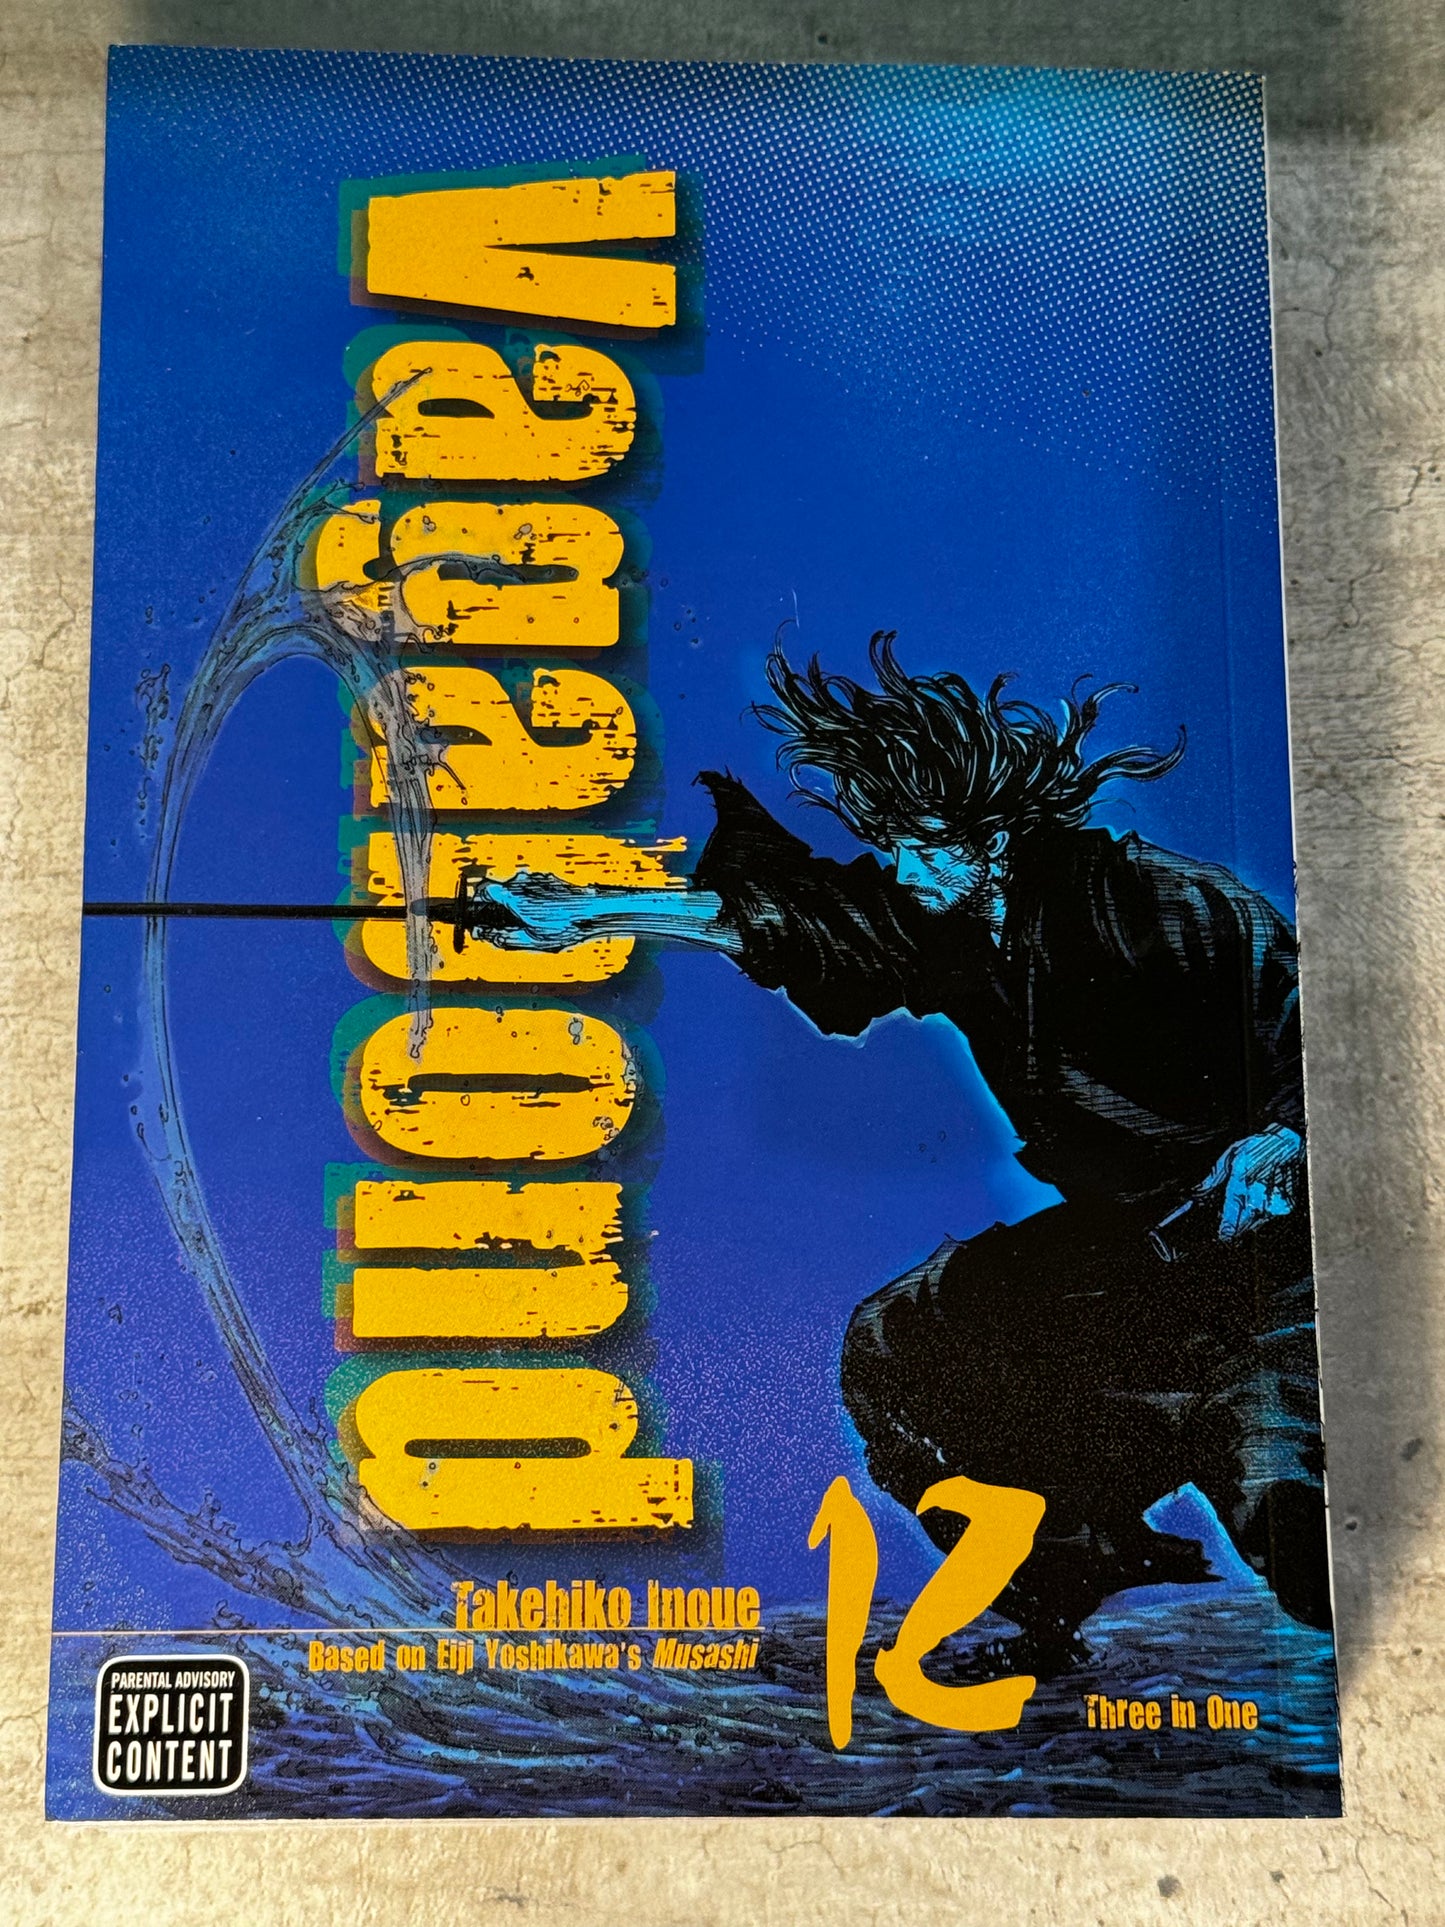 Vagabond
Takehiko Inoue
Based on Eiji Yoshikawa's Musashi
12
Three in One
PARENTAL ADVISORY
EXPLICIT
CONTENT